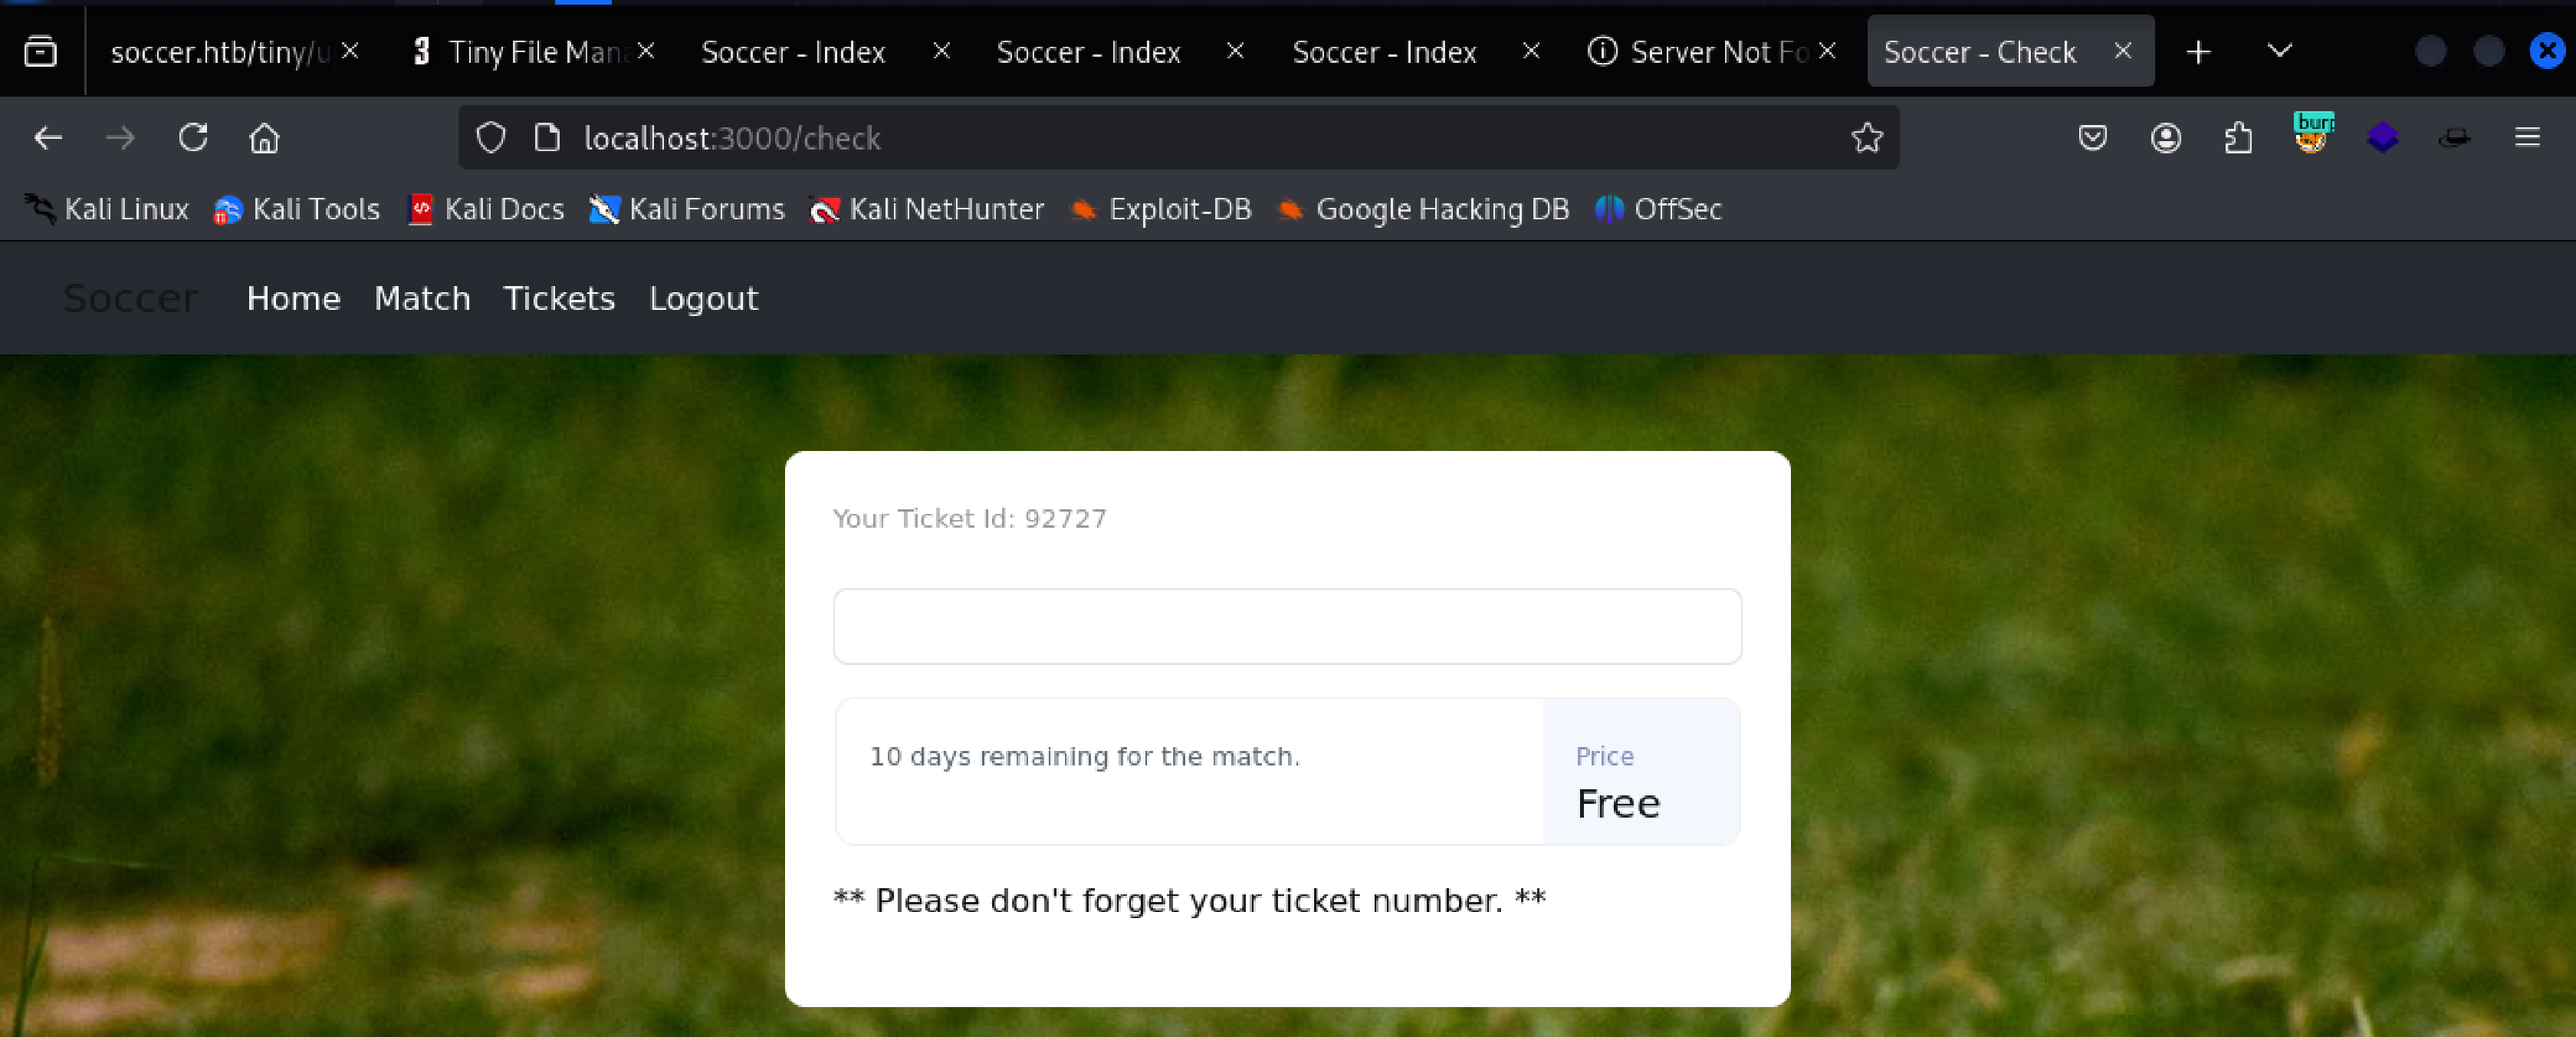 soccer.htb/tiny/u
Tiny File Mana
Soccer - Index
Soccer - Index
Soccer - Index
Server Not Fo
Soccer - Check
localhost:3000/check
burp
Kali Linux
Kali Tools
Kali Docs
Kali Forums
Kali NetHunter
Exploit-DB
Google Hacking DB
OffSec
Soccer
Home
Match
Tickets
Logout
Your Ticket Id: 92727
10 days remaining for the match.
Price
Free
** Please don't forget your ticket number. **